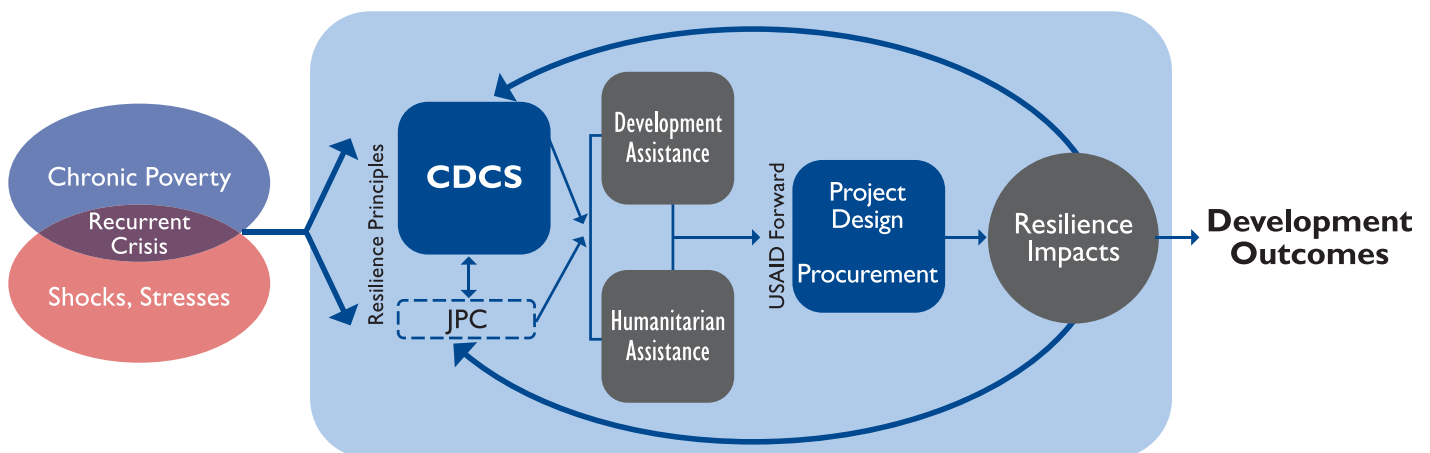 Chronic Poverty
Recurrent
Crisis
Shocks, Stresses
Resilience Principles
CDCS
JPC
Development
Assistance
Humanitarian
Assistance
USAID Forward
Project
Design
Procurement
Resilience
Impacts
Development
Outcomes